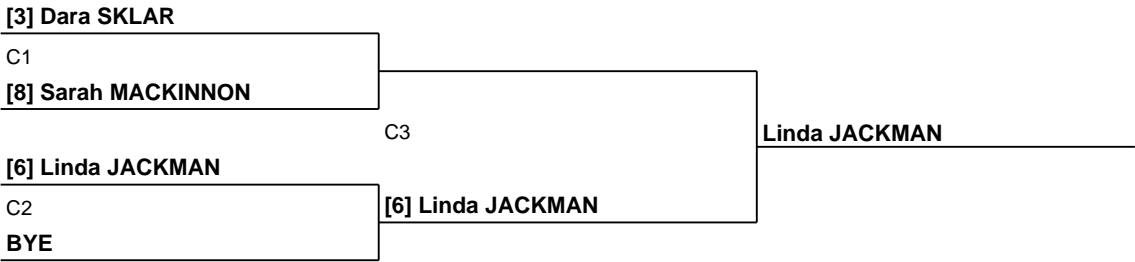 [3] Dara SKLAR
C1
[8] Sarah MACKINNON
C3
Linda JACKMAN
[6] Linda JACKMAN
C2
[6] Linda JACKMAN
BYE